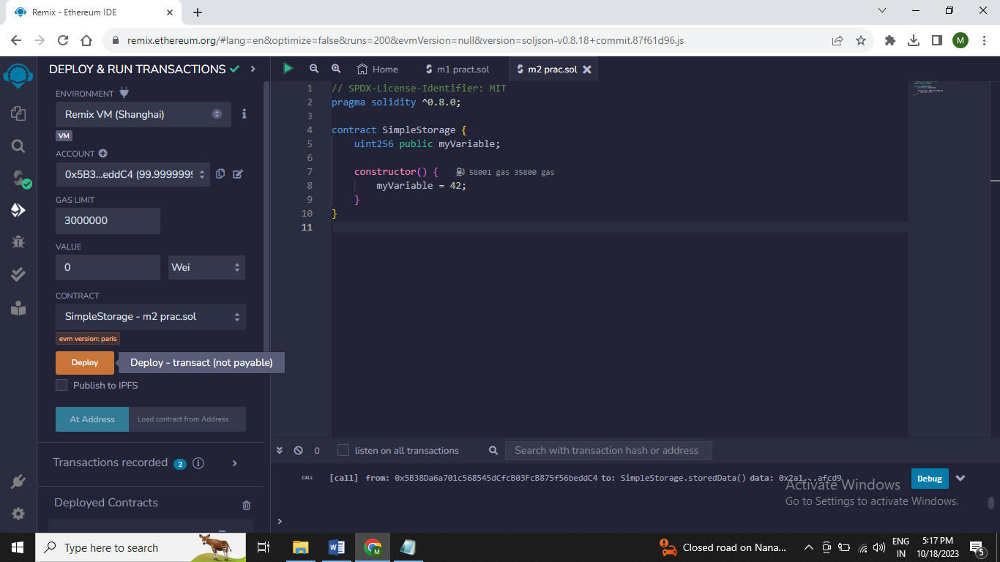 Remix - Ethereum IDE
remix.ethereum.org/#lang=en&optimize=false&runs=200&evmVersion=null&version=soljson-v0.8.18+commit.87f61d96.js
M
DEPLOY & RUN TRANSACTIONS
ENVIRONMENT
Remix VM (Shanghai)
VM
ACCOUNT
0x5B3...eddC4 (99.9999999
GAS LIMIT
3000000
VALUE
0
Wei
CONTRACT
SimpleStorage - m2 prac.sol
evm version: paris
Deploy
Deploy - transact (not payable)
Publish to IPFS
At Address
Load contract from Address
Transactions recorded 2 i
Deployed Contracts
Home
m1 pract.sol
m2 prac.sol
1 // SPDX-License-Identifier: MIT
2 pragma solidity ^0.8.0;
3
4 contract SimpleStorage {
5 uint256 public myVariable;
6
7 constructor() { 58001 gas 35800 gas
8 myVariable = 42;
9 }
10 }
11
0
listen on all transactions
Search with transaction hash or address
CALL [call] from: 0x5B38Da6a701c568545dCfcB03FcB875f56beddC4 to: SimpleStorage.storedData() data: 0x2a1...afcd9
Debug
>
Activate Windows
Go to Settings to activate Windows.
Type here to search
Closed road on Nana...
ENG
IN
5:17 PM
10/18/2023
5